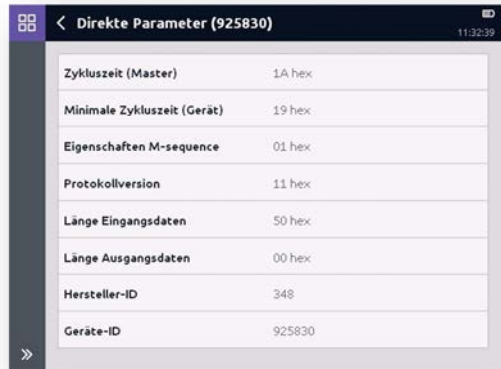 Direkte Parameter (925830)
11:32:39
Zykluszeit (Master) 1A hex
Minimale Zykluszeit (Gerät) 19 hex
Eigenschaften M-sequence 01 hex
Protokollversion 11 hex
Länge Eingangsdaten 50 hex
Länge Ausgangsdaten 00 hex
Hersteller-ID 348
Geräte-ID 925830